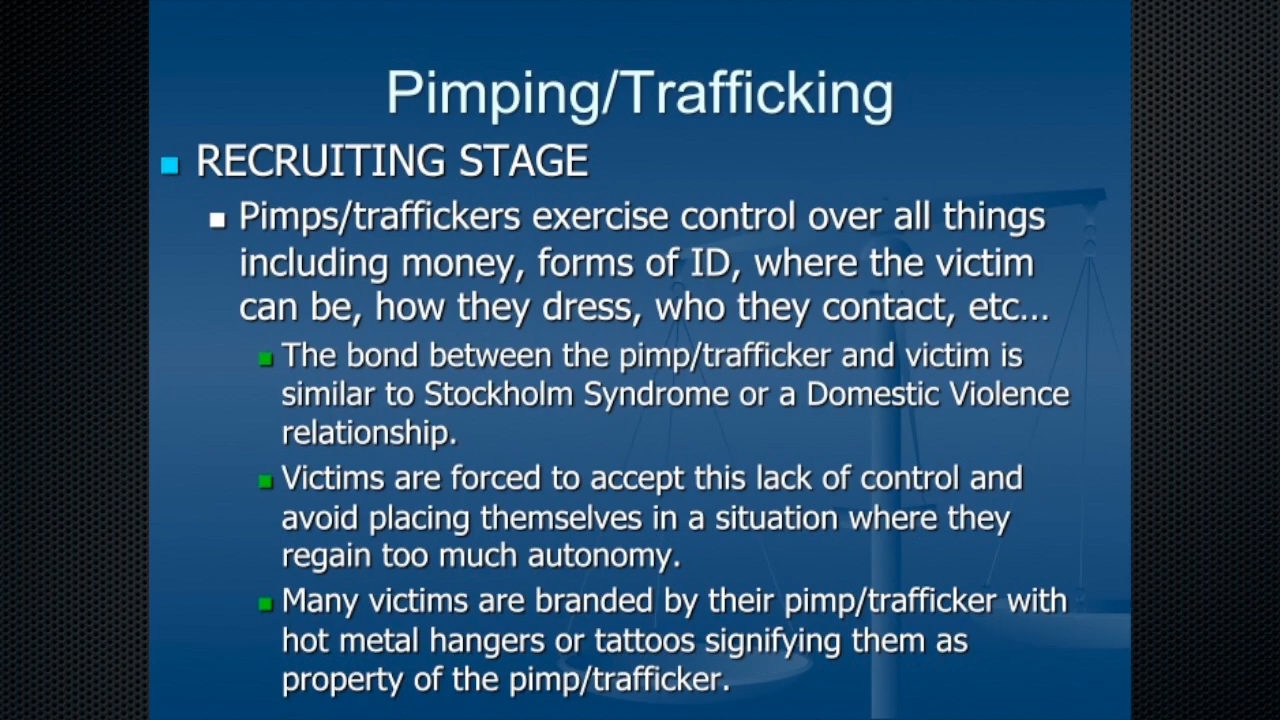 Pimping/Trafficking
RECRUITING STAGE
Pimps/traffickers exercise control over all things
including money, forms of ID, where the victim
can be, how they dress, who they contact, etc…
The bond between the pimp/trafficker and victim is
similar to Stockholm Syndrome or a Domestic Violence
relationship.
Victims are forced to accept this lack of control and
avoid placing themselves in a situation where they
regain too much autonomy.
Many victims are branded by their pimp/trafficker with
hot metal hangers or tattoos signifying them as
property of the pimp/trafficker.